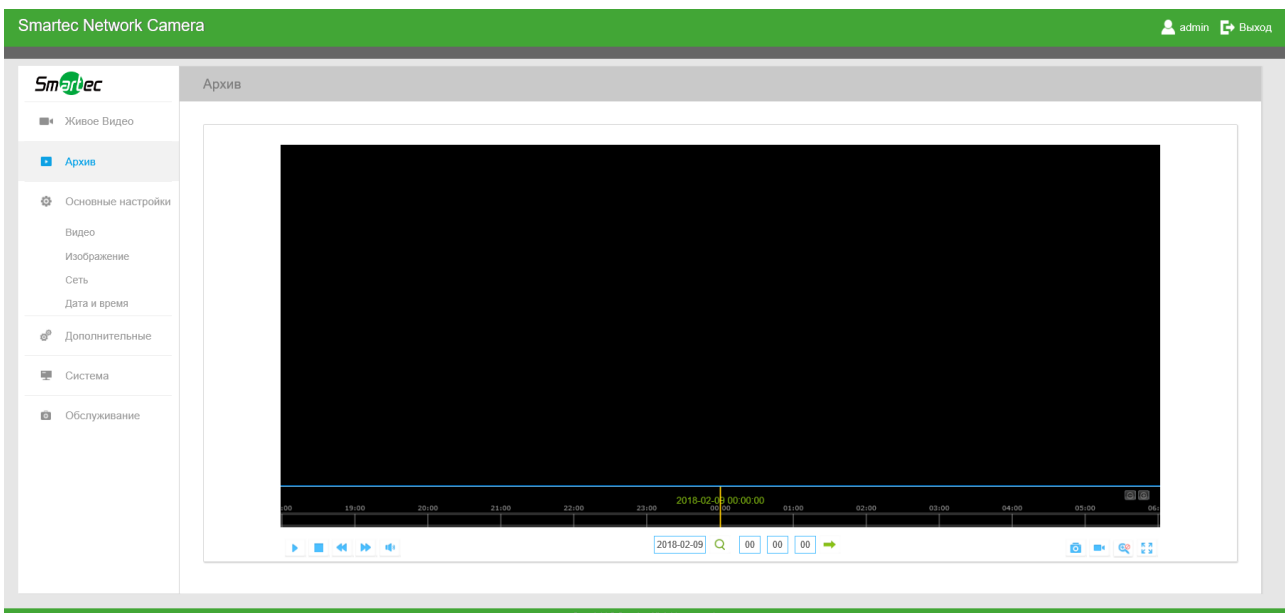 Smartec Network Camera
admin Выход
Smartec
Архив
Живое Видео
Архив
Основные настройки
Видео
Изображение
Сеть
Дата и время
Дополнительные
Система
Обслуживание
2018-02-09 00:00:00
:00 19:00 20:00 21:00 22:00 23:00 00:00 01:00 02:00 03:00 04:00 05:00 06:
2018-02-09 00 00 00